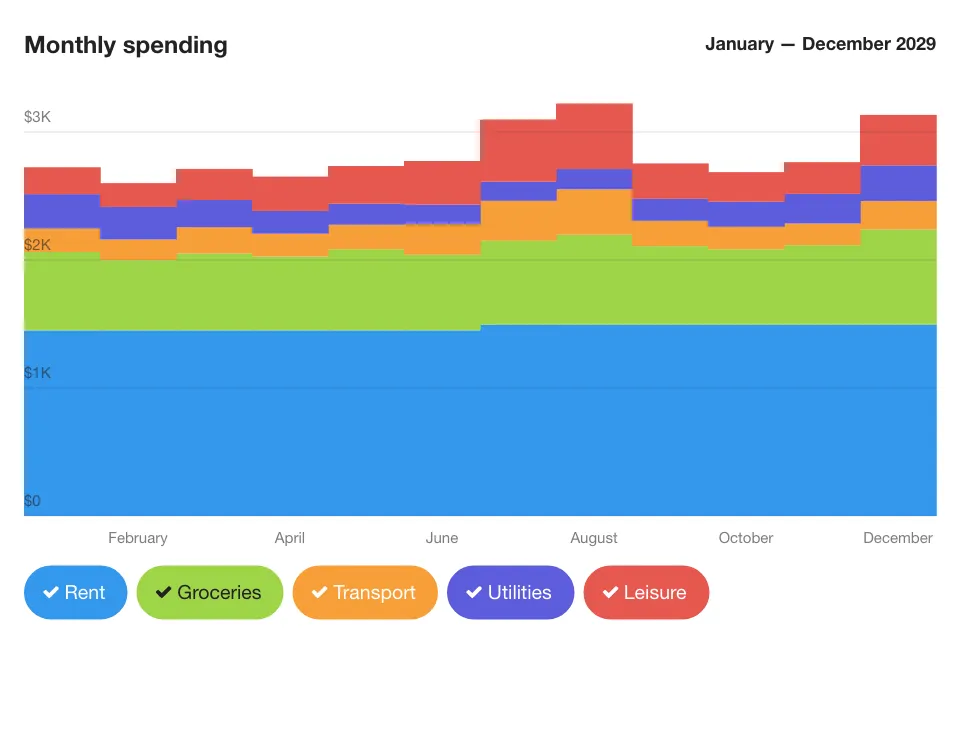 Monthly spending
January — December 2029
$3K
$2K
$1K
$0
February April June August October December
Rent Groceries Transport Utilities Leisure